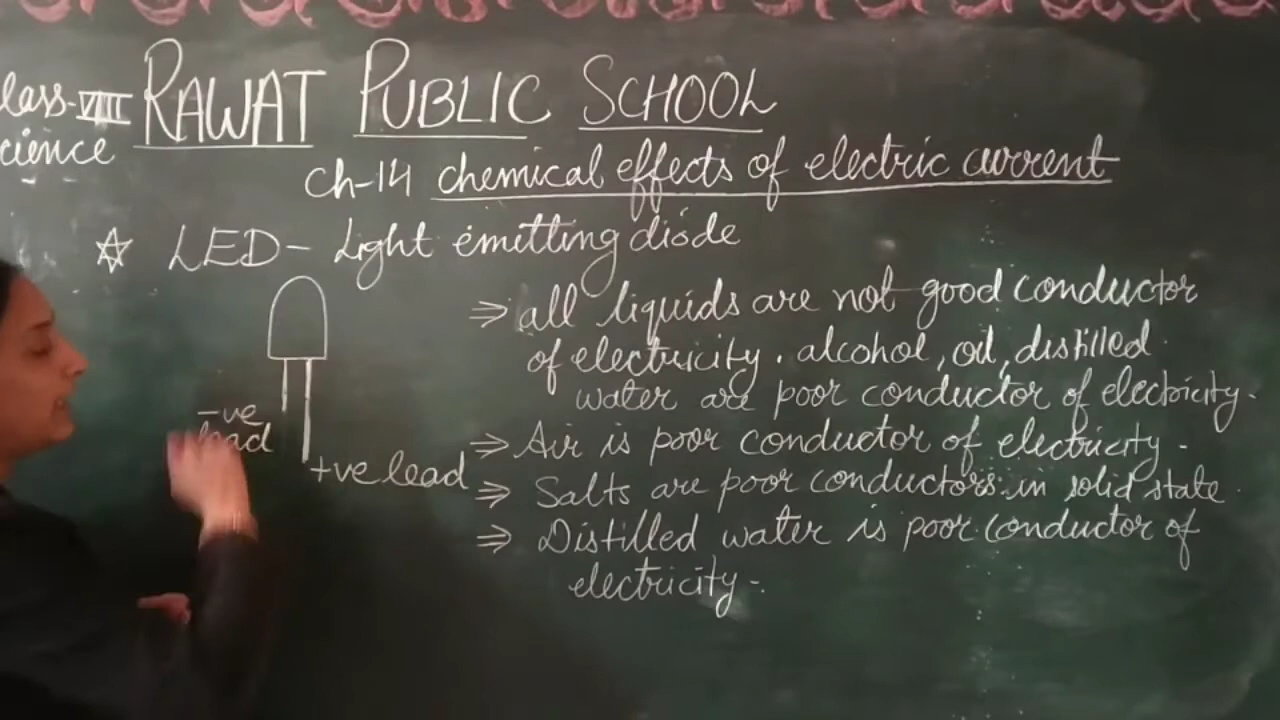 lass-VIII RAWAT PUBLIC SCHOOL
cience
ch-14 chemical effects of electric current
LED - Light emitting diode
⇒ all liquids are not good conductor
of electricity. alcohol, oil, distilled
water are poor conductor of electricity.
-ve
lead
+ve lead
⇒ Air is poor conductor of electricity.
⇒ Salts are poor conductors in solid state.
⇒ Distilled water is poor conductor of
electricity.